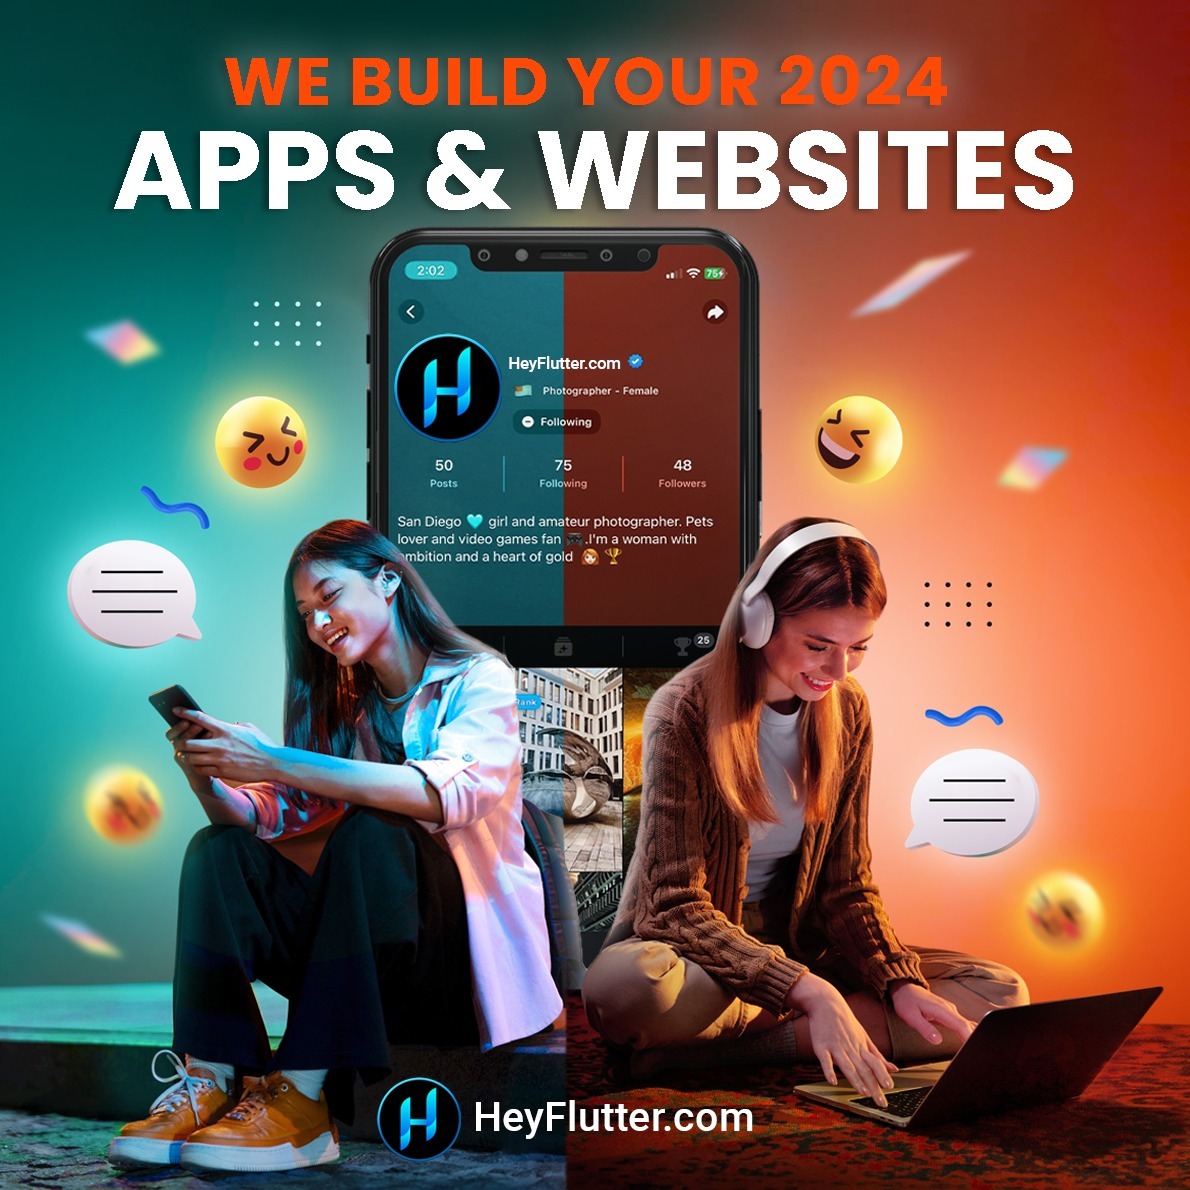 WE BUILD YOUR 2024
APPS & WEBSITES
2:02
75
HeyFlutter.com
Photographer - Female
Following
50
75
48
Posts
Following
Followers
San Diego 🩵 girl and amateur photographer. Pets
lover and video games fan 🎮.I'm a woman with
ambition and a heart of gold 👩🏆
25
Rank
HeyFlutter.com